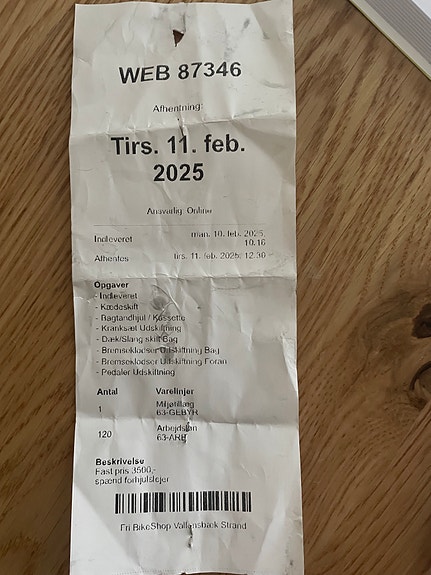 WEB 87346
Afhentning:
Tirs. 11. feb.
2025
Ansvarlig: Online
Indleveret man. 10. feb. 2025,
10.16
Afhentes tirs. 11. feb. 2025, 12.30
Opgaver
- Indleveret
- Kædeskift
- Bagtandhjul / Kassette
- Kranksæt Udskiftning
- Dæk/Slang skift Bag
- Bremseklodser Udskiftning Bag
- Bremseklodser Udskiftning Foran
- Pedaler Udskiftning
Antal Varelinjer
1 Miljøtillæg
63-GEBYR
120 Arbejdsløn
63-ARB
Beskrivelse
Fast pris 3500,-
spænd forhjulslejer
Fri BikeShop Vallensbæk Strand